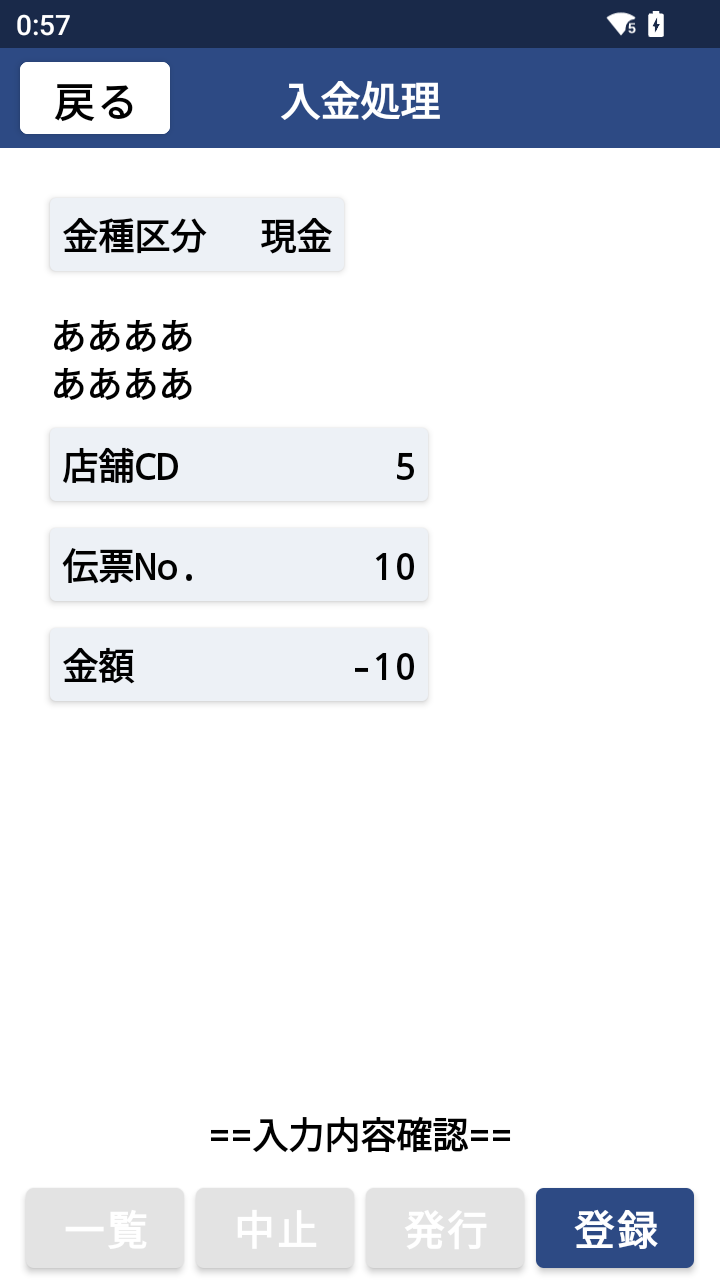 0:57
戻る 入金処理
金種区分 現金
ああああ
ああああ
店舗CD 5
伝票No. 10
金額 -10
==入力内容確認==
一覧 中止 発行 登録